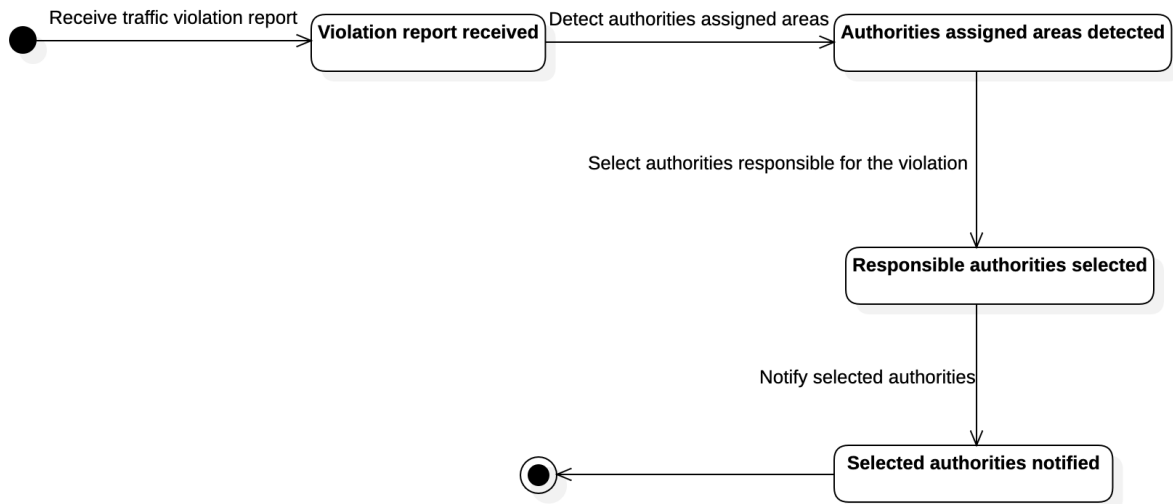 Receive traffic violation report
Detect authorities assigned areas
Violation report received
Authorities assigned areas detected
Select authorities responsible for the violation
Responsible authorities selected
Notify selected authorities
Selected authorities notified